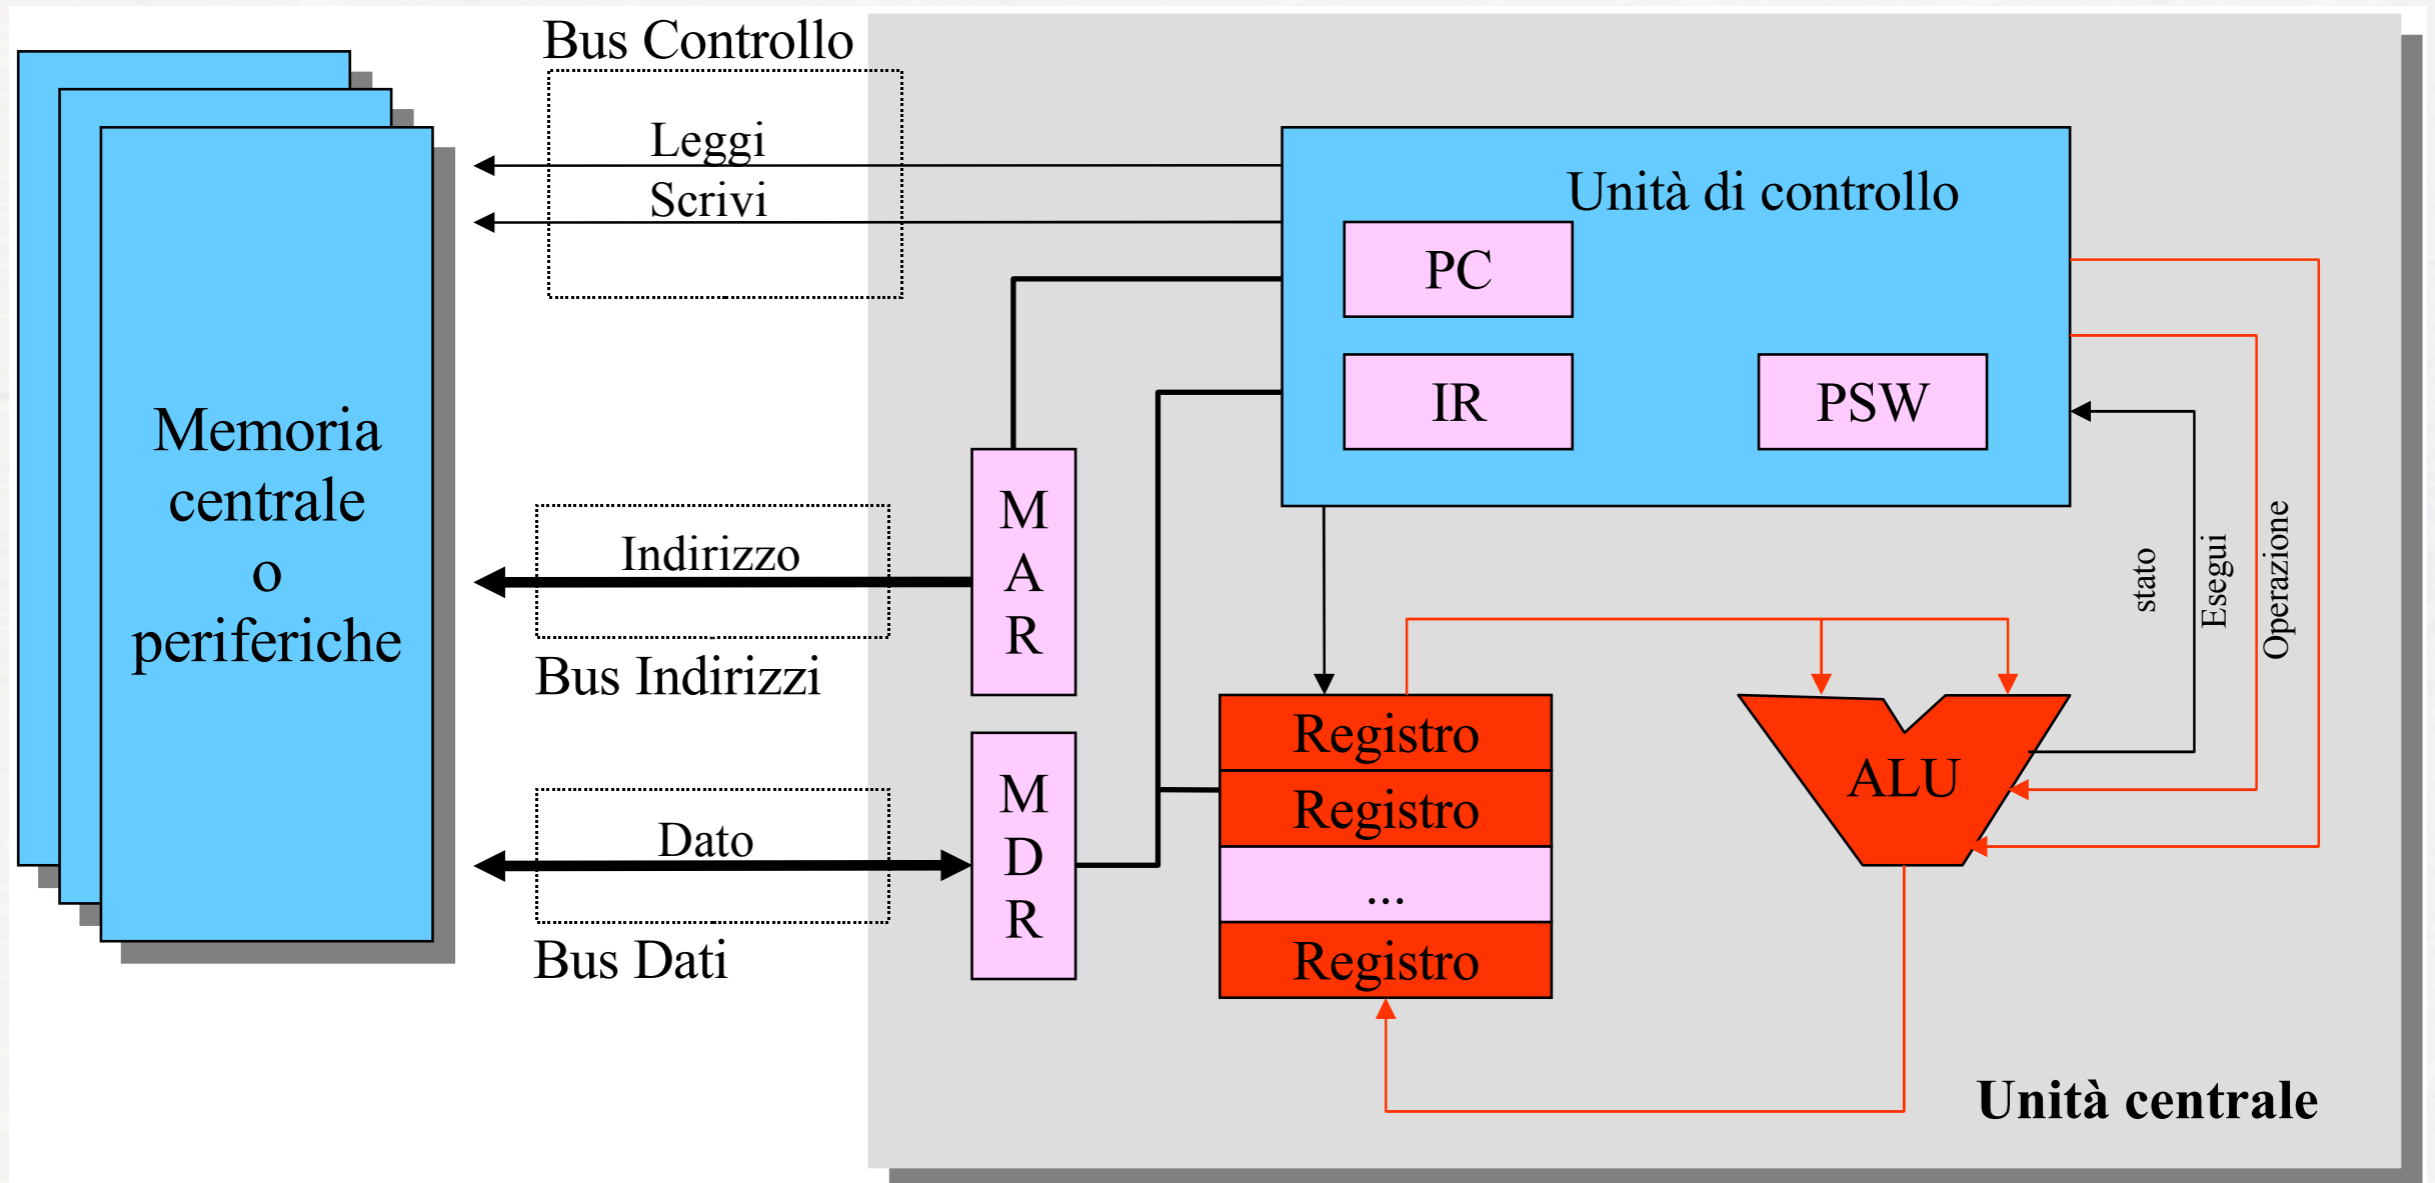 Bus Controllo
Leggi
Scrivi
Unità di controllo
PC
IR
PSW
Memoria
centrale
o
periferiche
Indirizzo
Bus Indirizzi
M
A
R
stato
Esegui
Operazione
Dato
Bus Dati
M
D
R
Registro
Registro
...
Registro
ALU
Unità centrale